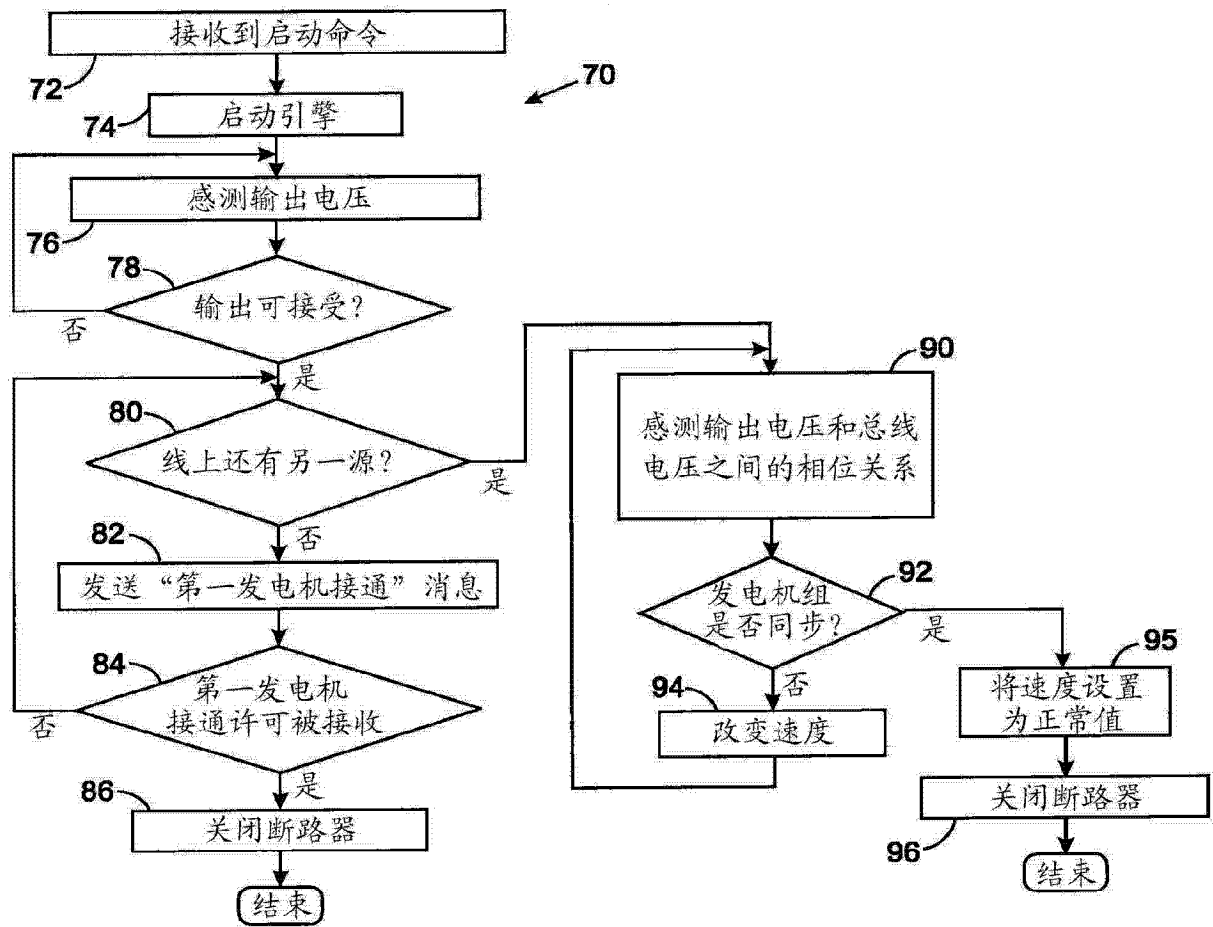 接收到启动命令
72
70
74
启动引擎
感测输出电压
76
78
输出可接受?
否
是
80
线上还有另一源?
是
否
82
发送“第一发电机接通”消息
84
第一发电机
接通许可被接收
否
是
86
关闭断路器
结束
90
感测输出电压和总线
电压之间的相位关系
92
发电机组
是否同步?
是
否
94
改变速度
95
将速度设置
为正常值
关闭断路器
96
结束